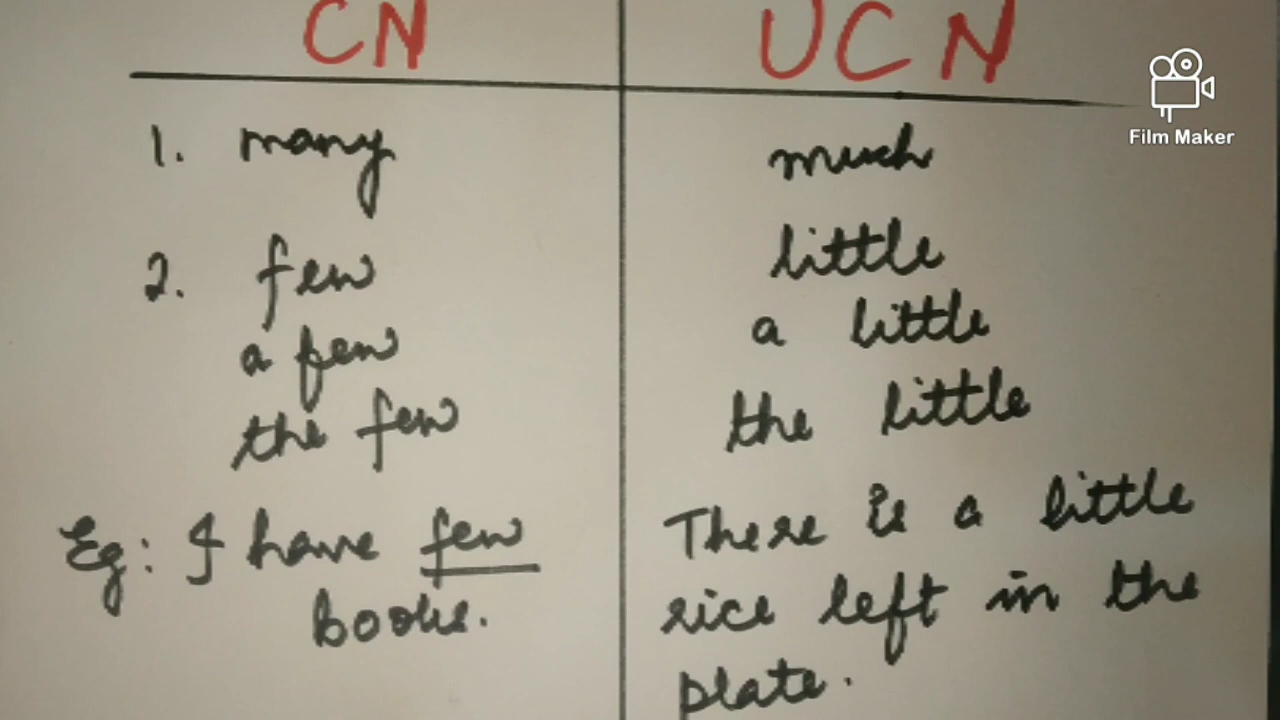 CN UCN
1. many much
2. few little
a few a little
the few the little
Eg: I have few
books.
There is a little
rice left in the
plate.
Film Maker